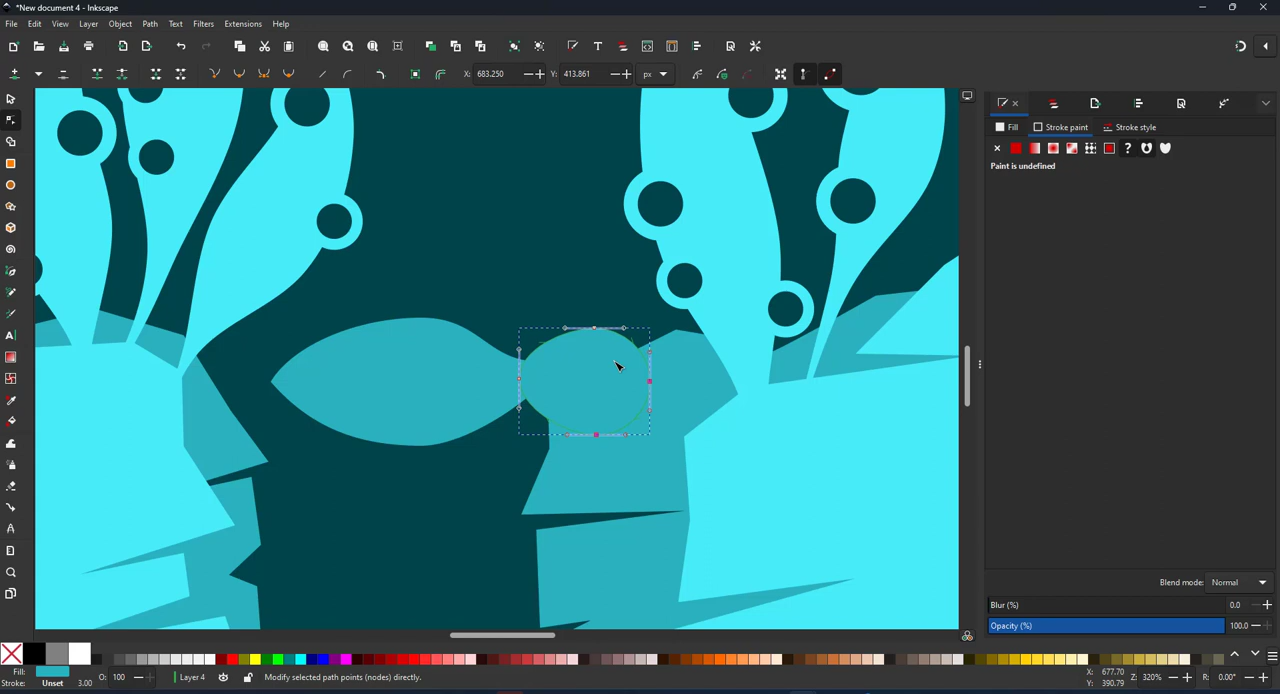 *New document 4 - Inkscape
File Edit View Layer Object Path Text Filters Extensions Help
X: 683.250 Y: 413.861 px
Fill Stroke paint Stroke style
Paint is undefined
Blend mode: Normal
Blur (%) 0.0
Opacity (%) 100.0
Fill:
Stroke: Unset 3.00 O: 100 Layer 4 Modify selected path points (nodes) directly.
X: 677.70
Y: 390.79 Z: 320% R: 0.00°